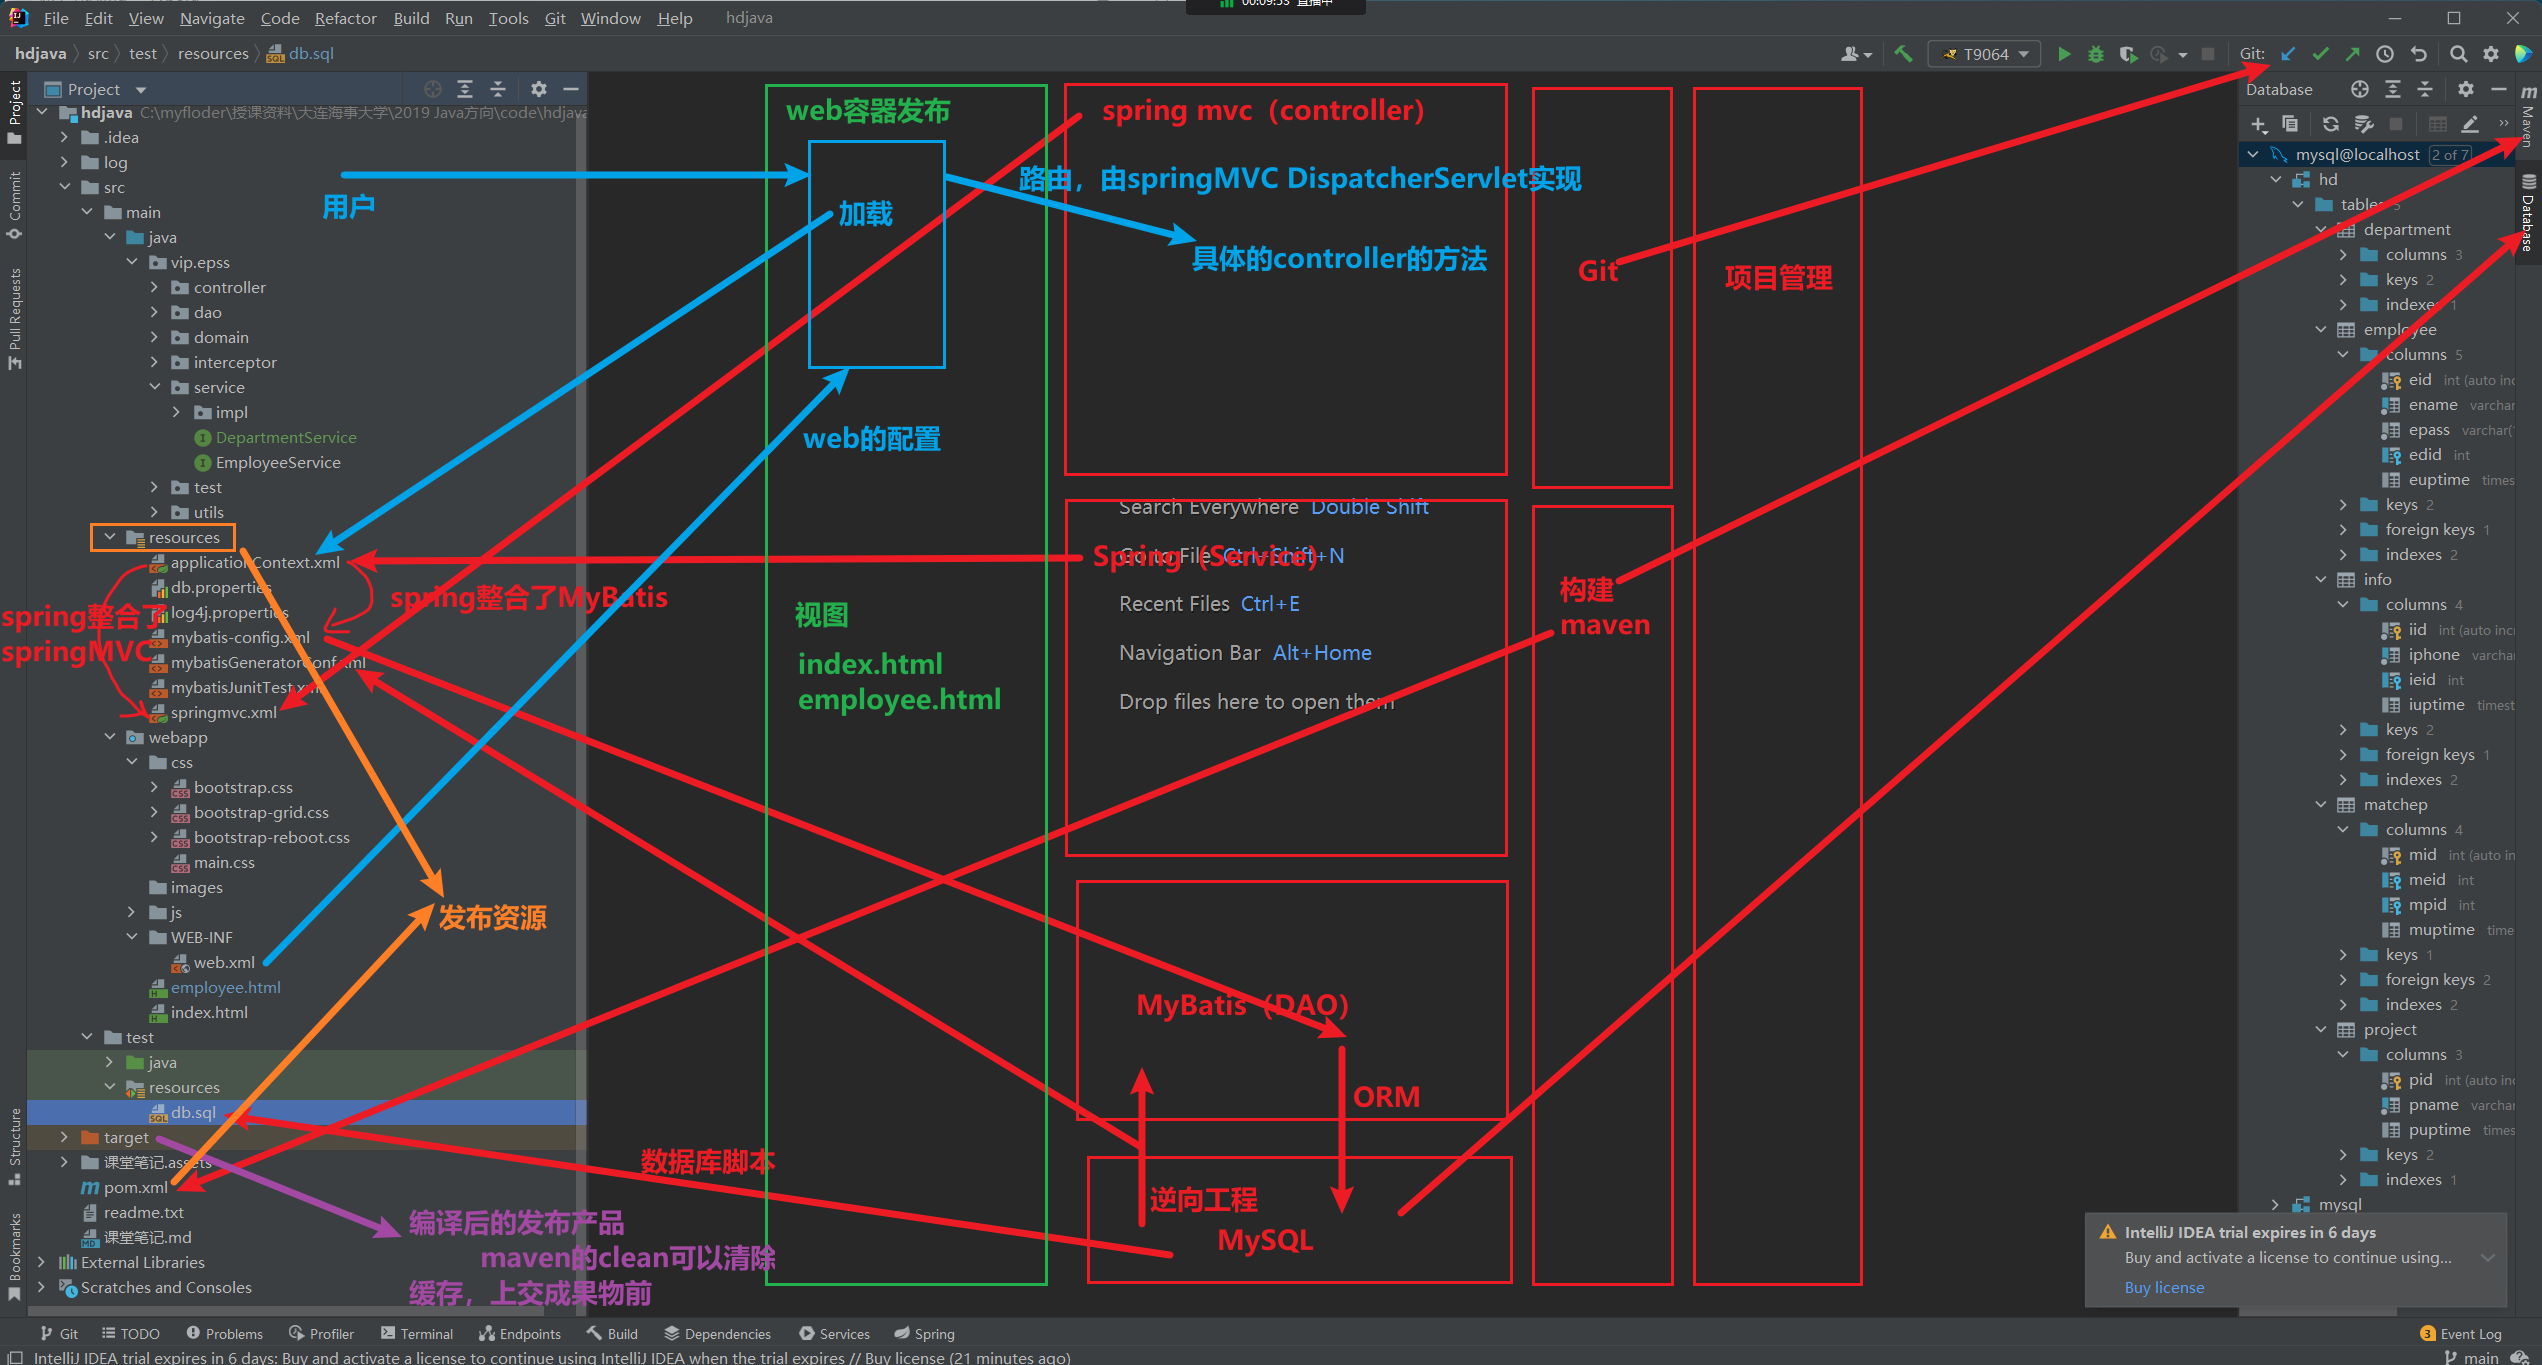 File Edit View Navigate Code Refactor Build Run Tools Git Window Help hdjava
00:09:53 直播中
hdjava src test resources db.sql
T9064
Git:
Project
hdjava C:\myfloder\授课资料\大连海事大学\2019 Java方向\code\hdjava
.idea
log
src
main
java
vip.epss
controller
dao
domain
interceptor
service
impl
DepartmentService
EmployeeService
test
utils
resources
applicationContext.xml
db.properties
log4j.properties
mybatis-config.xml
mybatisGeneratorConf.xml
mybatisJunitTest.xml
springmvc.xml
webapp
css
bootstrap.css
bootstrap-grid.css
bootstrap-reboot.css
main.css
images
js
WEB-INF
web.xml
employee.html
index.html
test
java
resources
db.sql
target
课堂笔记.assets
pom.xml
readme.txt
课堂笔记.md
External Libraries
Scratches and Consoles
Project
Commit
Pull Requests
Structure
Bookmarks
用户
web容器发布
加载
web的配置
视图
index.html
employee.html
spring mvc（controller）
路由，由springMVC DispatcherServlet实现
具体的controller的方法
Git
项目管理
Search Everywhere Double Shift
Go to File Ctrl+Shift+N
Spring（Service）
Recent Files Ctrl+E
Navigation Bar Alt+Home
Drop files here to open them
构建
maven
spring整合了MyBatis
spring整合了
springMVC
发布资源
MyBatis（DAO）
ORM
数据库脚本
逆向工程
MySQL
编译后的发布产品
maven的clean可以清除
缓存，上交成果物前
Database
mysql@localhost 2 of 7
hd
tables 5
department
columns 3
keys 2
indexes 1
employee
columns 5
eid int (auto inc
ename varchar
epass varchar(
edid int
euptime times
keys 2
foreign keys 1
indexes 2
info
columns 4
iid int (auto incr
iphone varchar
ieid int
iuptime timest
keys 2
foreign keys 1
indexes 2
matchep
columns 4
mid int (auto in
meid int
mpid int
muptime time
keys 1
foreign keys 2
indexes 2
project
columns 3
pid int (auto inc
pname varchar
puptime times
keys 2
indexes 1
mysql
Maven
Database
IntelliJ IDEA trial expires in 6 days
Buy and activate a license to continue using...
Buy license
Git TODO Problems Profiler Terminal Endpoints Build Dependencies Services Spring
3 Event Log
IntelliJ IDEA trial expires in 6 days: Buy and activate a license to continue using IntelliJ IDEA when the trial expires // Buy license (21 minutes ago)
main